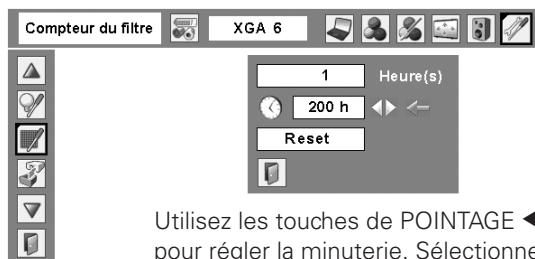 Compteur du filtre XGA 6
1 Heure(s)
200 h
Reset
Utilisez les touches de POINTAGE ◀
pour régler la minuterie. Sélectionne